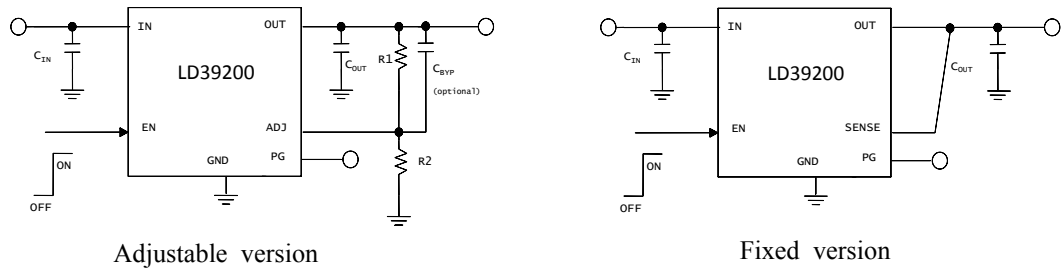 IN
OUT
C_IN
LD39200
C_OUT
R1
C_BYP
(optional)
EN
ADJ
ON
OFF
GND
PG
R2
Adjustable version
IN
OUT
C_IN
LD39200
C_OUT
EN
SENSE
ON
OFF
GND
PG
Fixed version